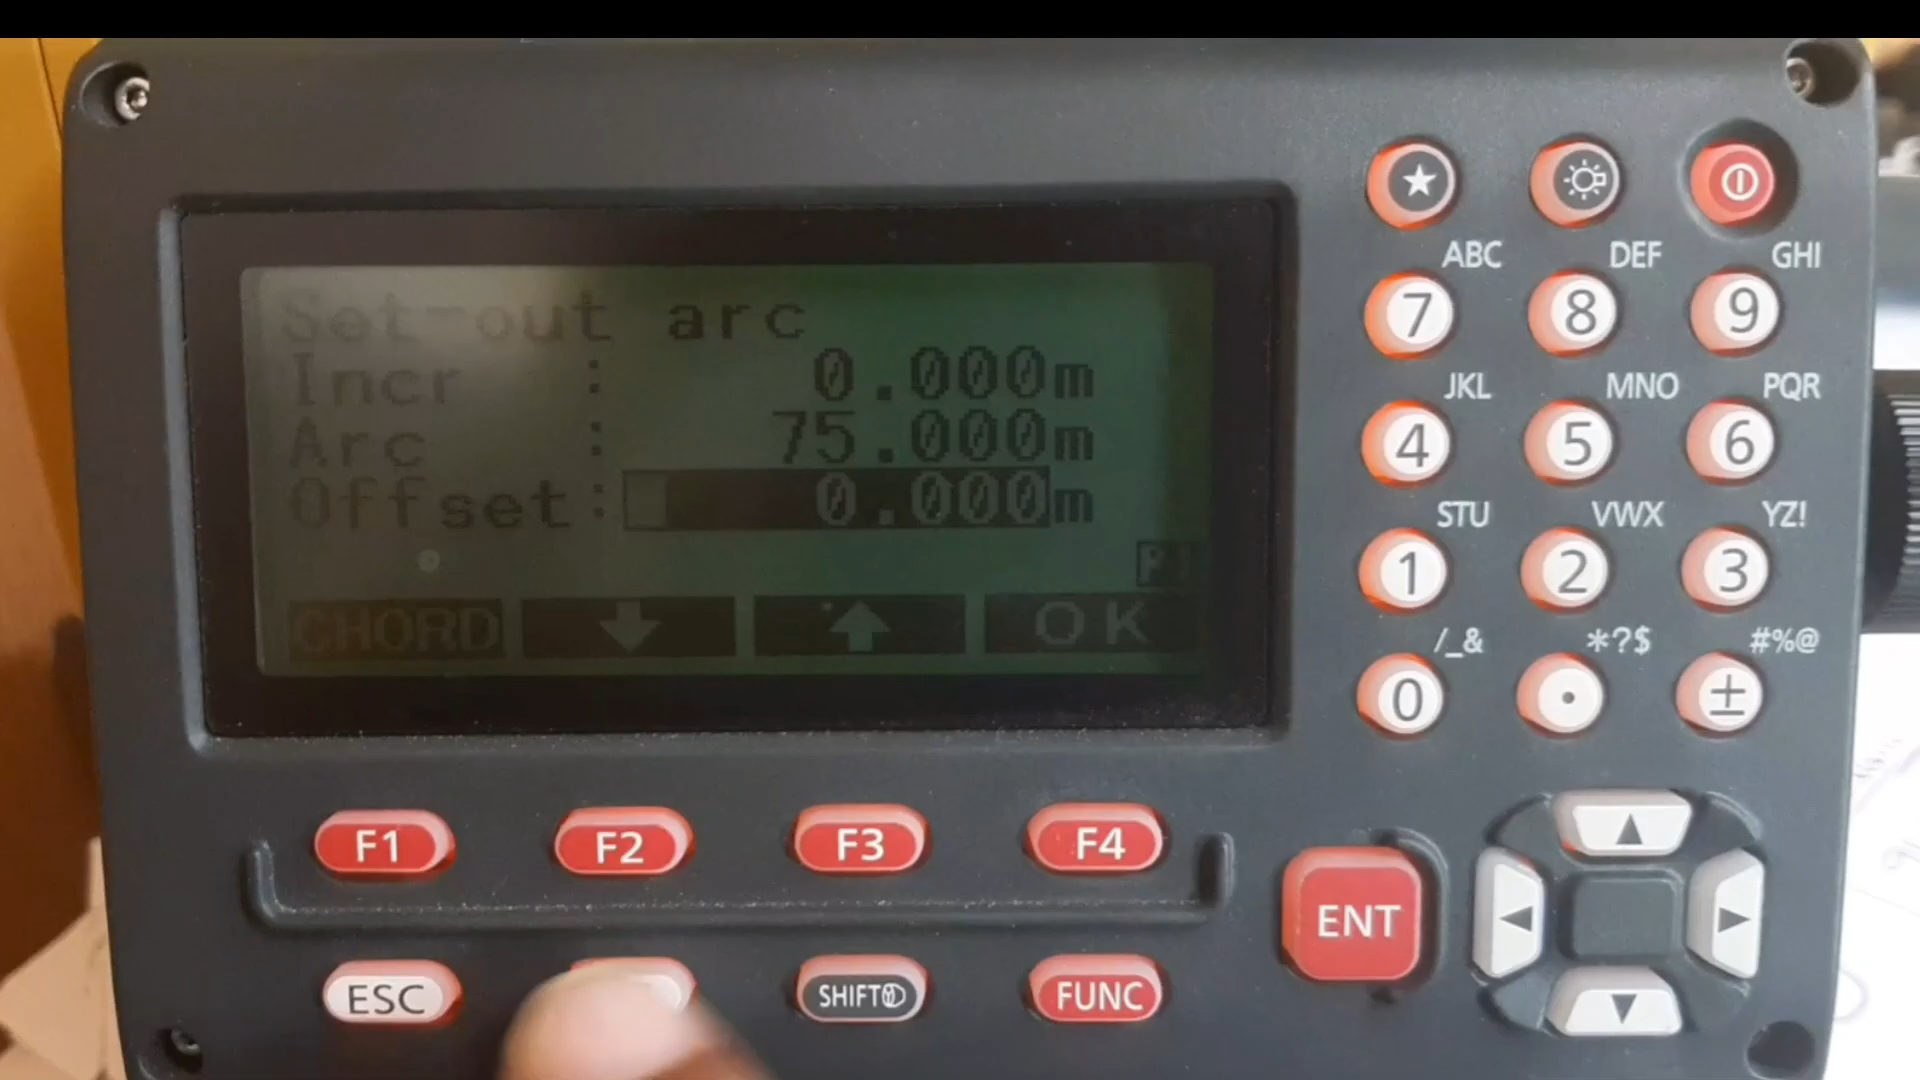 Set-out arc
Incr : 0.000m
Arc : 75.000m
Offset: 0.000m
P1
CHORD OK
ABC DEF GHI
7 8 9
JKL MNO PQR
4 5 6
STU VWX YZ!
1 2 3
/_& *?$ #%@
0 • ±
F1 F2 F3 F4
ENT
ESC SHIFT FUNC